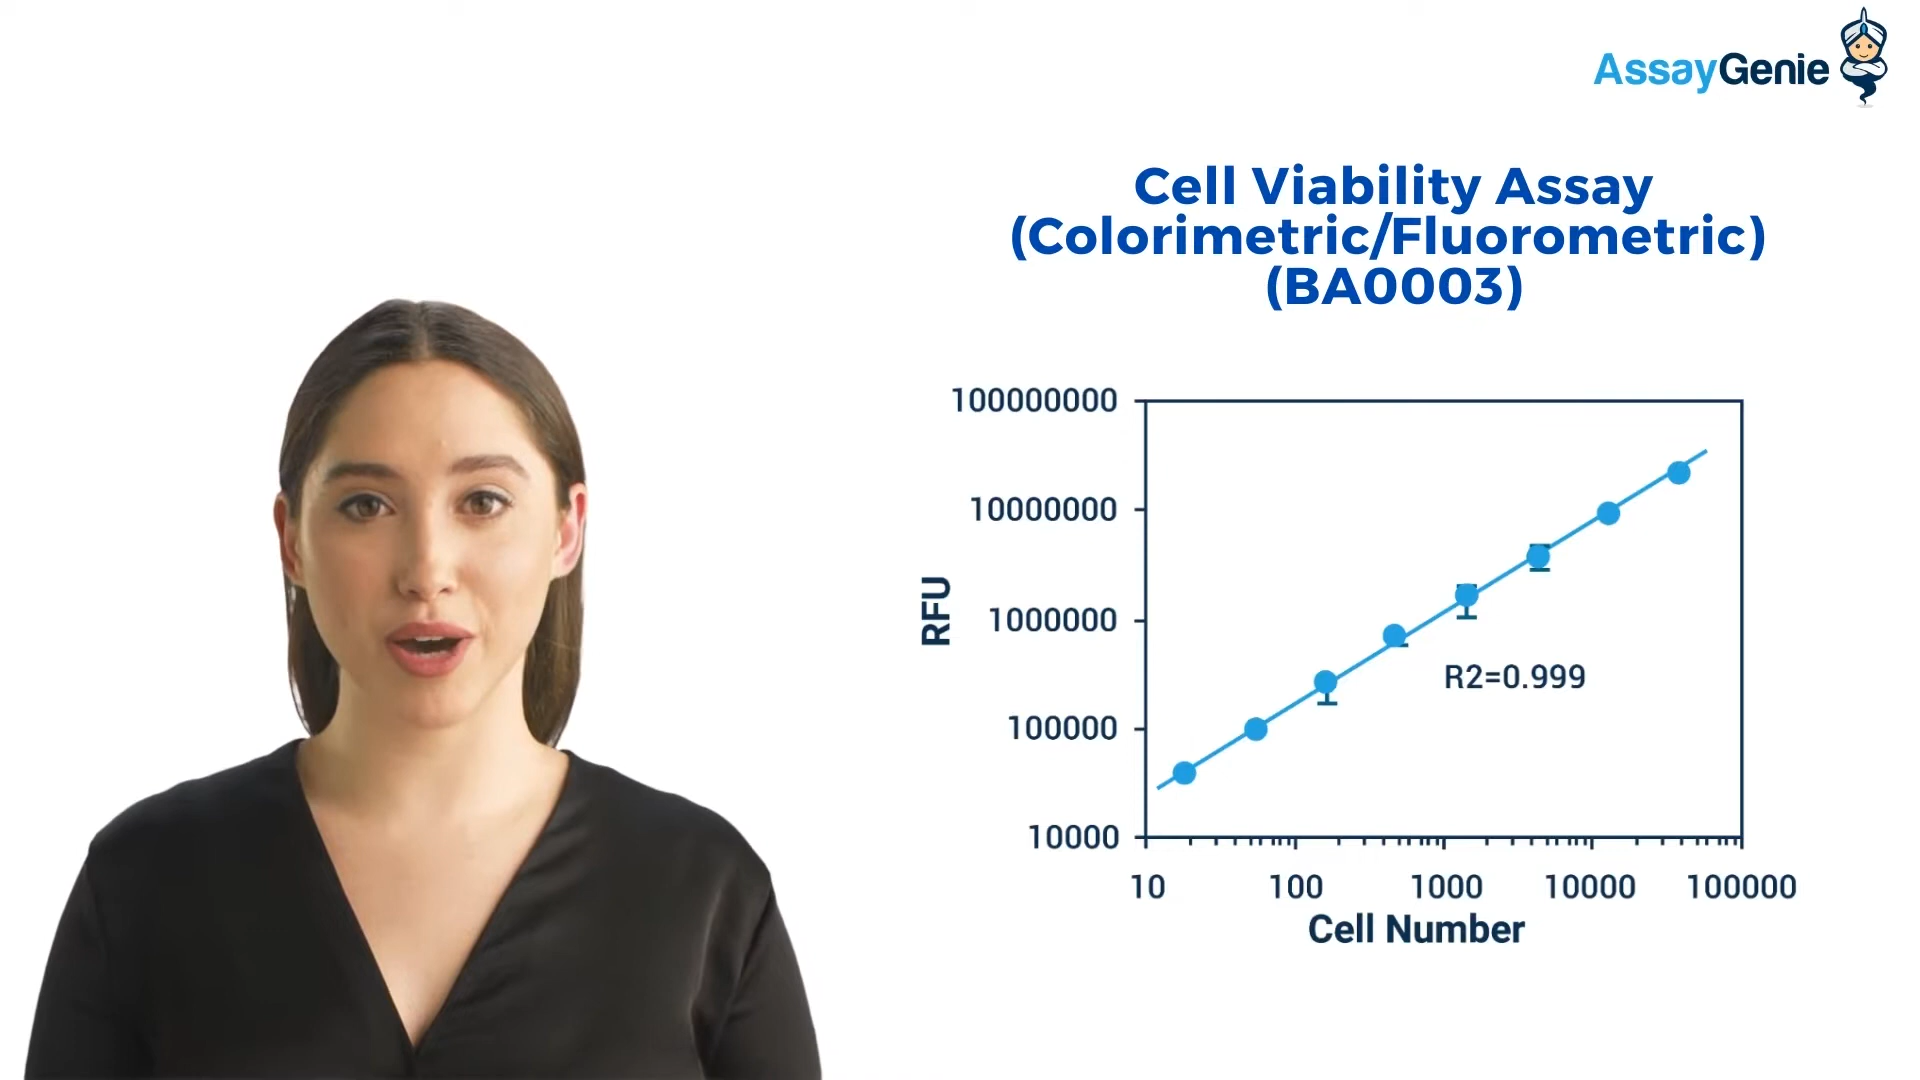 AssayGenie
Cell Viability Assay
(Colorimetric/Fluorometric)
(BA0003)
100000000
10000000
1000000
100000
10000
RFU
R2=0.999
10 100 1000 10000 100000
Cell Number